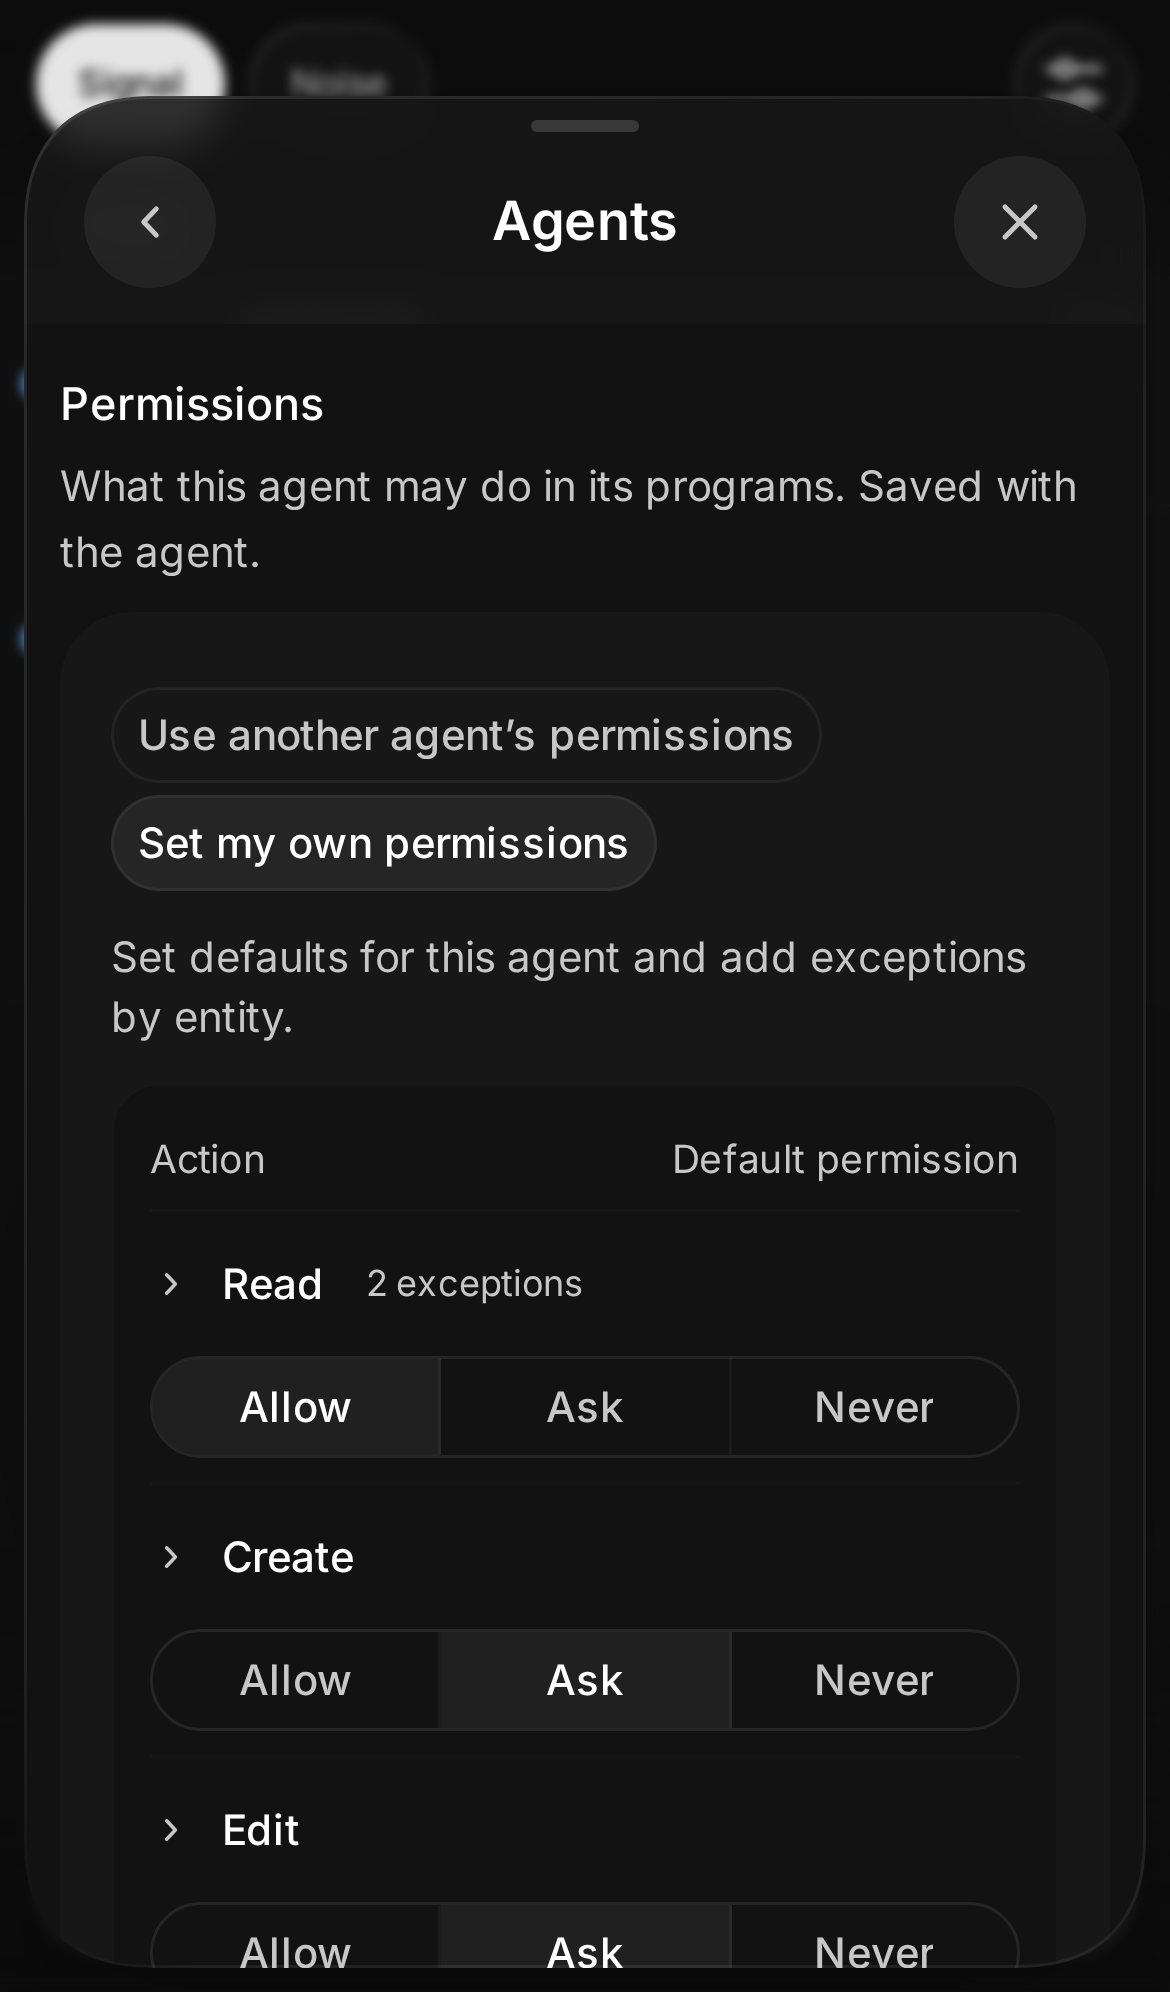 Signal Noise
Agents
Permissions
What this agent may do in its programs. Saved with
the agent.
Use another agent’s permissions
Set my own permissions
Set defaults for this agent and add exceptions
by entity.
Action Default permission
Read 2 exceptions
Allow Ask Never
Create
Allow Ask Never
Edit
Allow Ask Never